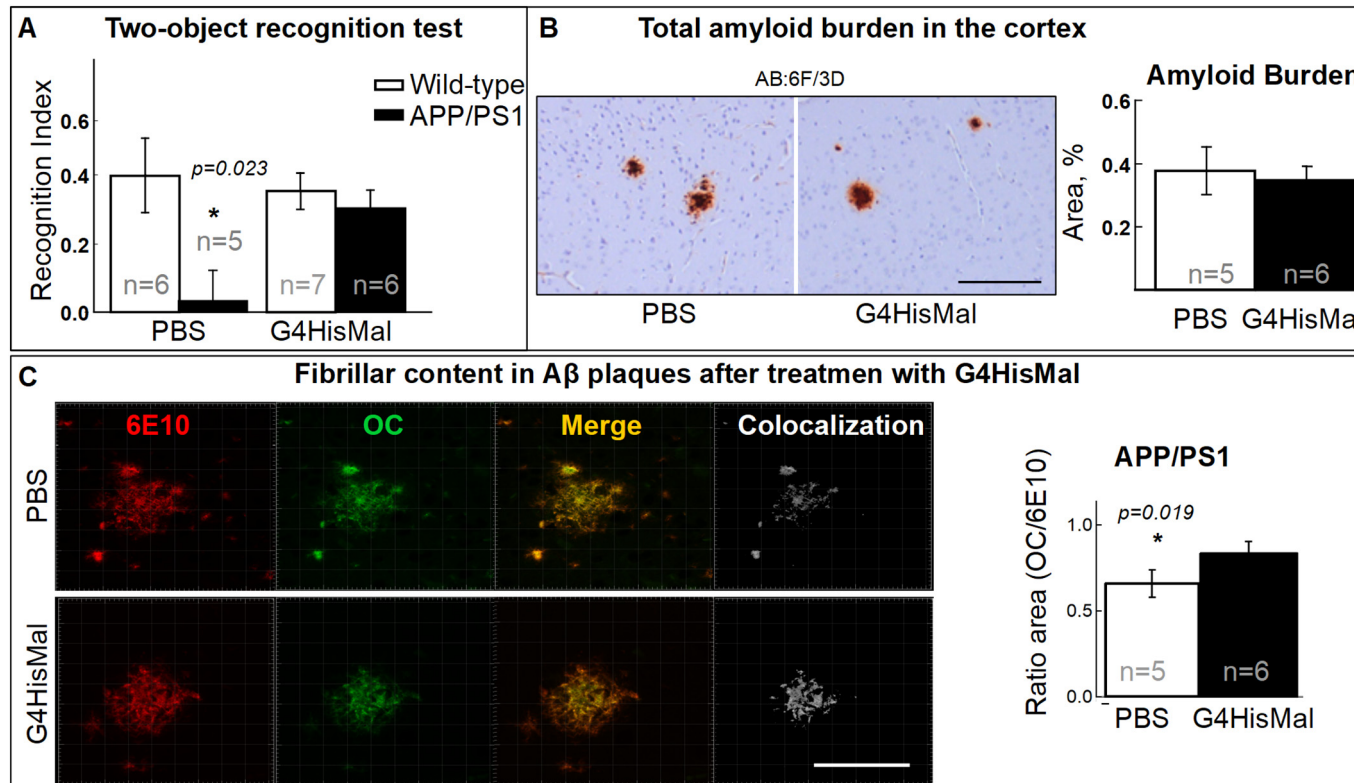 A Two-object recognition test
Wild-type
APP/PS1
Recognition Index
0.6
0.4
0.2
0.0
p=0.023
*
n=5
n=6
n=7
n=6
PBS G4HisMal
B Total amyloid burden in the cortex
AB:6F/3D
PBS G4HisMal
Amyloid Burden
Area, %
0.6
0.4
0.2
n=5
n=6
PBS G4HisMal
C Fibrillar content in Aβ plaques after treatmen with G4HisMal
6E10 OC Merge Colocalization
PBS
G4HisMal
APP/PS1
Ratio area (OC/6E10)
1.0
0.5
0.0
p=0.019
*
n=5
n=6
PBS G4HisMal